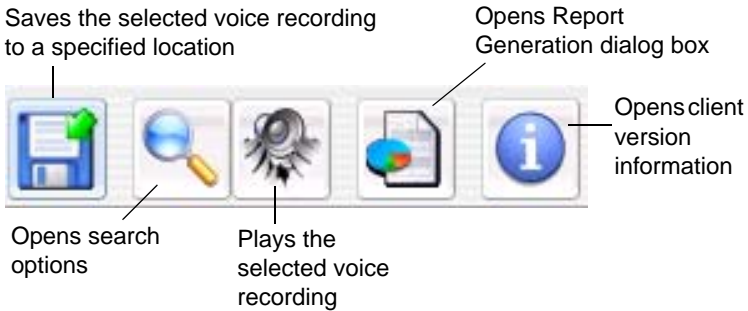 Saves the selected voice recording
to a specified location
Opens Report
Generation dialog box
Opens client
version
information
Opens search
options
Plays the
selected voice
recording